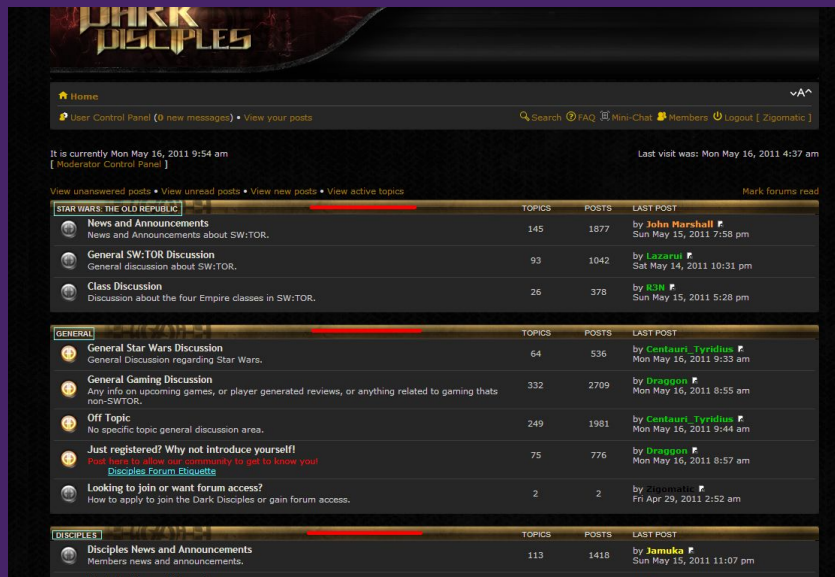 DARK
DISCIPLES
Home
vA^
User Control Panel (0 new messages) • View your posts
Search FAQ Mini-Chat Members Logout [ Zigomatic ]
It is currently Mon May 16, 2011 9:54 am
Last visit was: Mon May 16, 2011 4:37 am
[ Moderator Control Panel ]
View unanswered posts • View unread posts • View new posts • View active topics
Mark forums read
STAR WARS: THE OLD REPUBLIC TOPICS POSTS LAST POST
News and Announcements
News and Announcements about SW:TOR.
145 1877
by John Marshall
Sun May 15, 2011 7:58 pm
General SW:TOR Discussion
General discussion about SW:TOR.
93 1042
by Lazarui
Sat May 14, 2011 10:31 pm
Class Discussion
Discussion about the four Empire classes in SW:TOR.
26 378
by R3N
Sun May 15, 2011 5:28 pm
GENERAL TOPICS POSTS LAST POST
General Star Wars Discussion
General Discussion regarding Star Wars.
64 536
by Centauri_Tyridius
Mon May 16, 2011 9:33 am
General Gaming Discussion
Any info on upcoming games, or player generated reviews, or anything related to gaming thats
non-SWTOR.
332 2709
by Draggon
Mon May 16, 2011 8:55 am
Off Topic
No specific topic general discussion area.
249 1981
by Centauri_Tyridius
Mon May 16, 2011 9:44 am
Just registered? Why not introduce yourself!
Post here to allow our community to get to know you!
Disciples Forum Etiquette
75 776
by Draggon
Mon May 16, 2011 8:57 am
Looking to join or want forum access?
How to apply to join the Dark Disciples or gain forum access.
2 2
by Zigomatic
Fri Apr 29, 2011 2:52 am
DISCIPLES TOPICS POSTS LAST POST
Disciples News and Announcements
Members news and announcements.
113 1418
by Jamuka
Sun May 15, 2011 11:07 pm